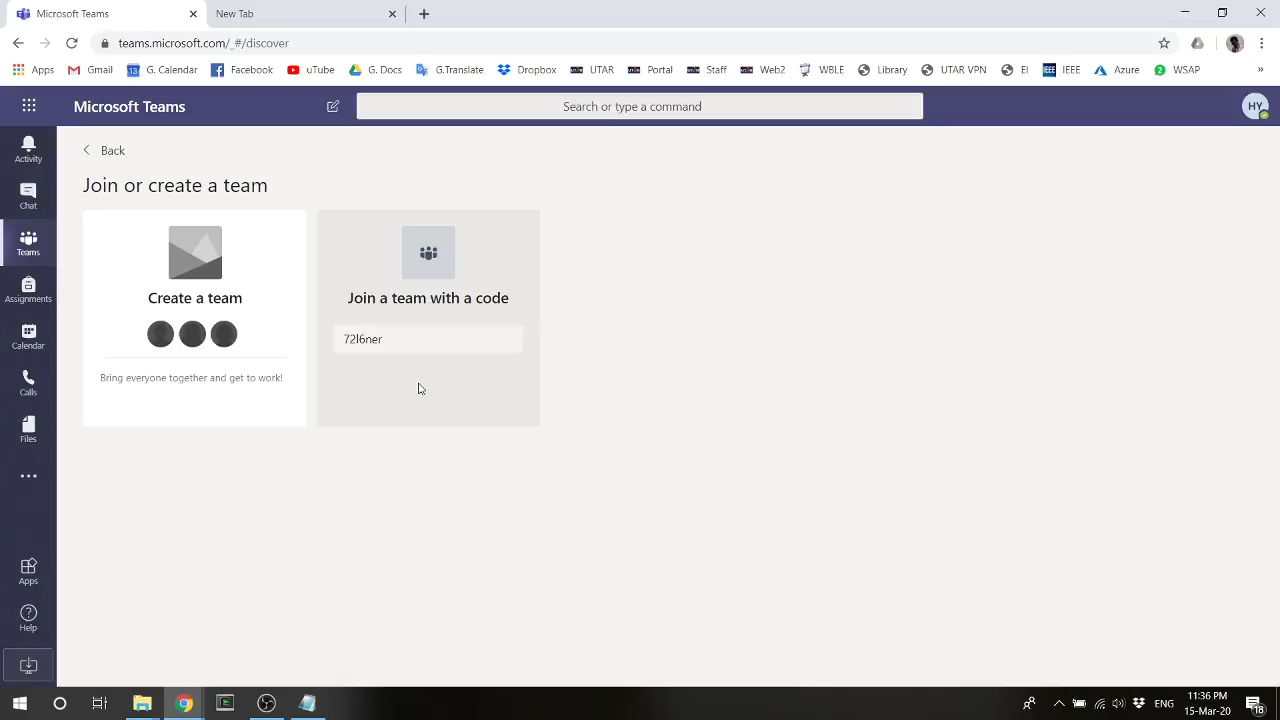 Microsoft Teams
New Tab
teams.microsoft.com/_#/discover
Apps
Gmail
G. Calendar
Facebook
uTube
G. Docs
G.Translate
Dropbox
UTAR
Portal
Staff
Web2
WBLE
Library
UTAR VPN
EI
IEEE
Azure
WSAP
Microsoft Teams
Search or type a command
HY
Activity
Chat
Teams
Assignments
Calendar
Calls
Files
Apps
Help
Back
Join or create a team
Create a team
Bring everyone together and get to work!
Join a team with a code
72l6ner
ENG
11:36 PM
15-Mar-20